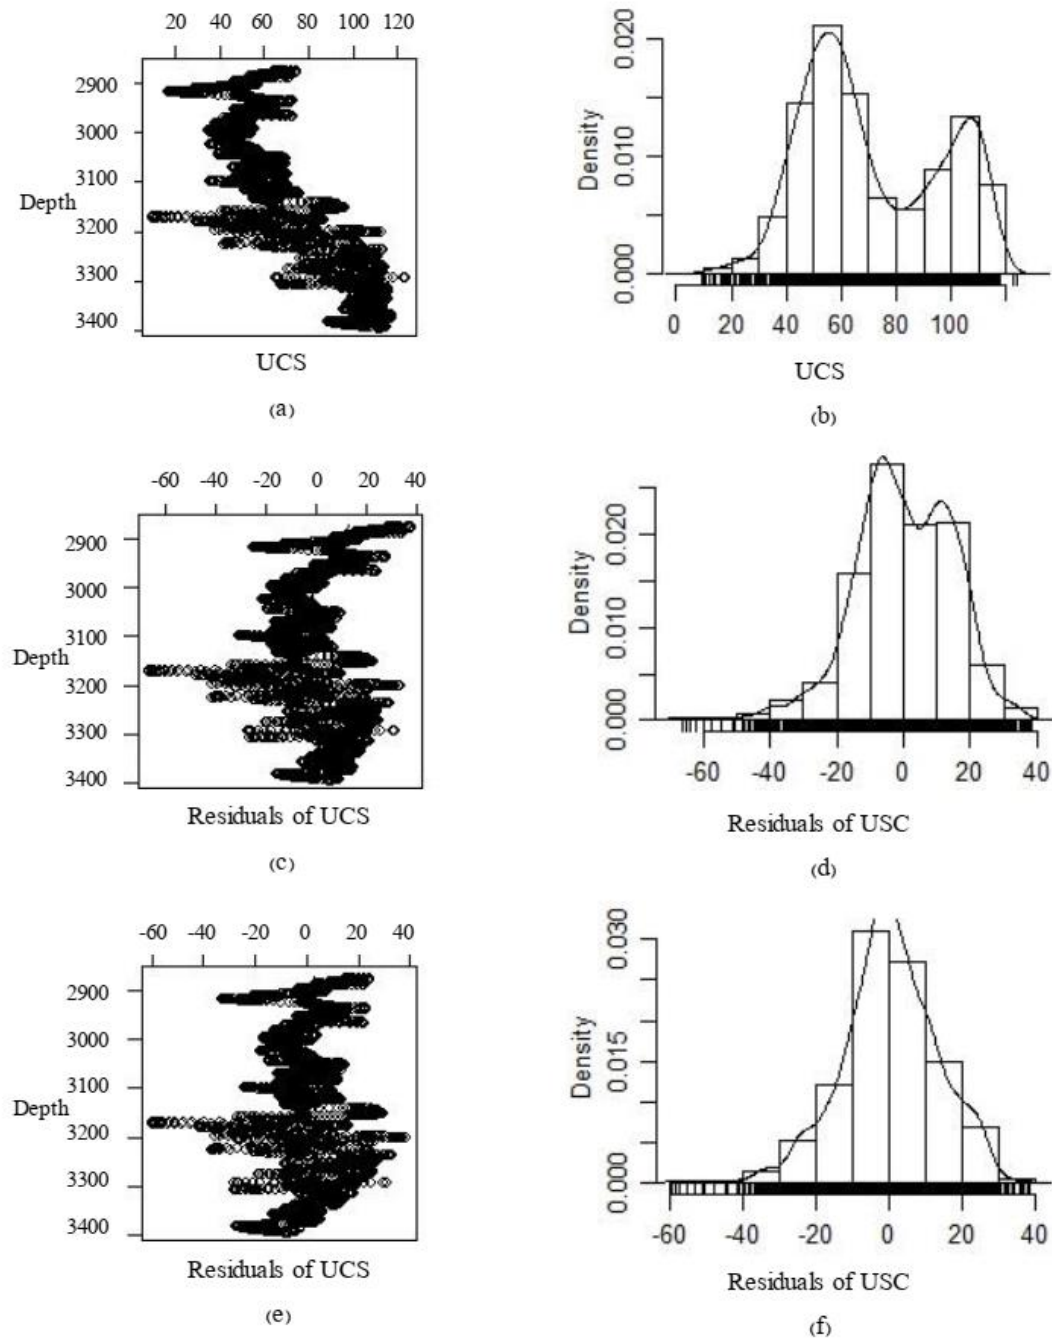 20 40 60 80 100 120
2900
3000
3100
Depth
3200
3300
3400
UCS
(a)
0.020
0.010
0.000
Density
0 20 40 60 80 100
UCS
(b)
-60 -40 -20 0 20 40
2900
3000
3100
Depth
3200
3300
3400
Residuals of UCS
(c)
0.020
0.010
0.000
Density
-60 -40 -20 0 20 40
Residuals of USC
(d)
-60 -40 -20 0 20 40
2900
3000
3100
Depth
3200
3300
3400
Residuals of UCS
(e)
0.030
0.015
0.000
Density
-60 -40 -20 0 20 40
Residuals of USC
(f)